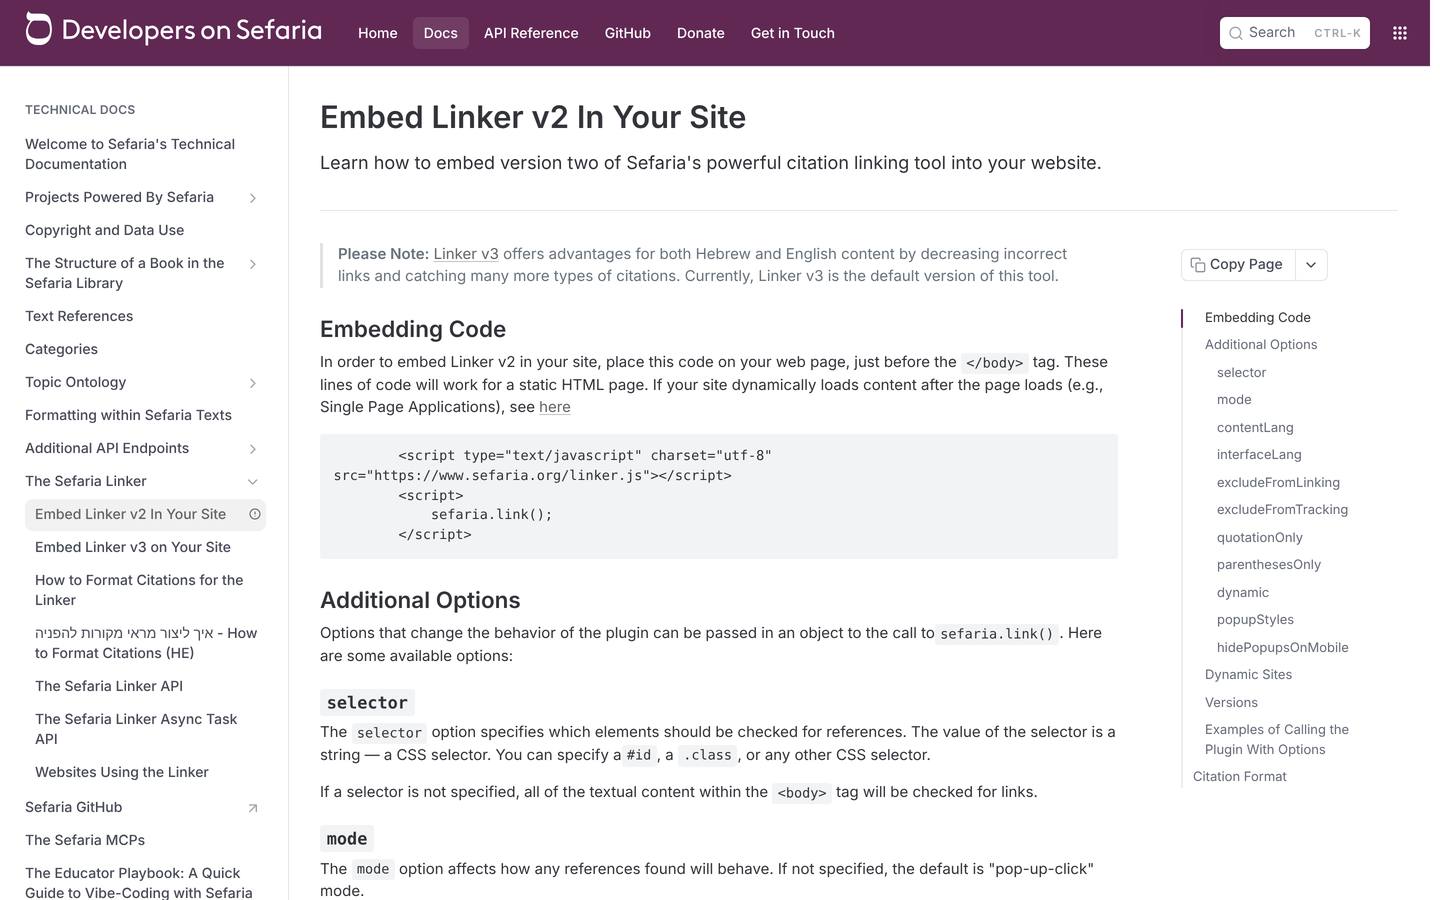 Developers on Sefaria
Home
Docs
API Reference
GitHub
Donate
Get in Touch
Search
CTRL-K
TECHNICAL DOCS
Welcome to Sefaria's Technical
Documentation
Projects Powered By Sefaria
Copyright and Data Use
The Structure of a Book in the
Sefaria Library
Text References
Categories
Topic Ontology
Formatting within Sefaria Texts
Additional API Endpoints
The Sefaria Linker
Embed Linker v2 In Your Site
Embed Linker v3 on Your Site
How to Format Citations for the
Linker
איך ליצור מראי מקורות להפניה - How
to Format Citations (HE)
The Sefaria Linker API
The Sefaria Linker Async Task
API
Websites Using the Linker
Sefaria GitHub
The Sefaria MCPs
The Educator Playbook: A Quick
Guide to Vibe-Coding with Sefaria
Embed Linker v2 In Your Site
Learn how to embed version two of Sefaria's powerful citation linking tool into your website.
Please Note: Linker v3 offers advantages for both Hebrew and English content by decreasing incorrect
links and catching many more types of citations. Currently, Linker v3 is the default version of this tool.
Embedding Code
In order to embed Linker v2 in your site, place this code on your web page, just before the </body> tag. These
lines of code will work for a static HTML page. If your site dynamically loads content after the page loads (e.g.,
Single Page Applications), see here
<script type="text/javascript" charset="utf-8"
src="https://www.sefaria.org/linker.js"></script>
<script>
sefaria.link();
</script>
Additional Options
Options that change the behavior of the plugin can be passed in an object to the call to sefaria.link() . Here
are some available options:
selector
The selector option specifies which elements should be checked for references. The value of the selector is a
string — a CSS selector. You can specify a #id , a .class , or any other CSS selector.
If a selector is not specified, all of the textual content within the <body> tag will be checked for links.
mode
The mode option affects how any references found will behave. If not specified, the default is "pop-up-click"
mode.
Copy Page
Embedding Code
Additional Options
selector
mode
contentLang
interfaceLang
excludeFromLinking
excludeFromTracking
quotationOnly
parenthesesOnly
dynamic
popupStyles
hidePopupsOnMobile
Dynamic Sites
Versions
Examples of Calling the
Plugin With Options
Citation Format